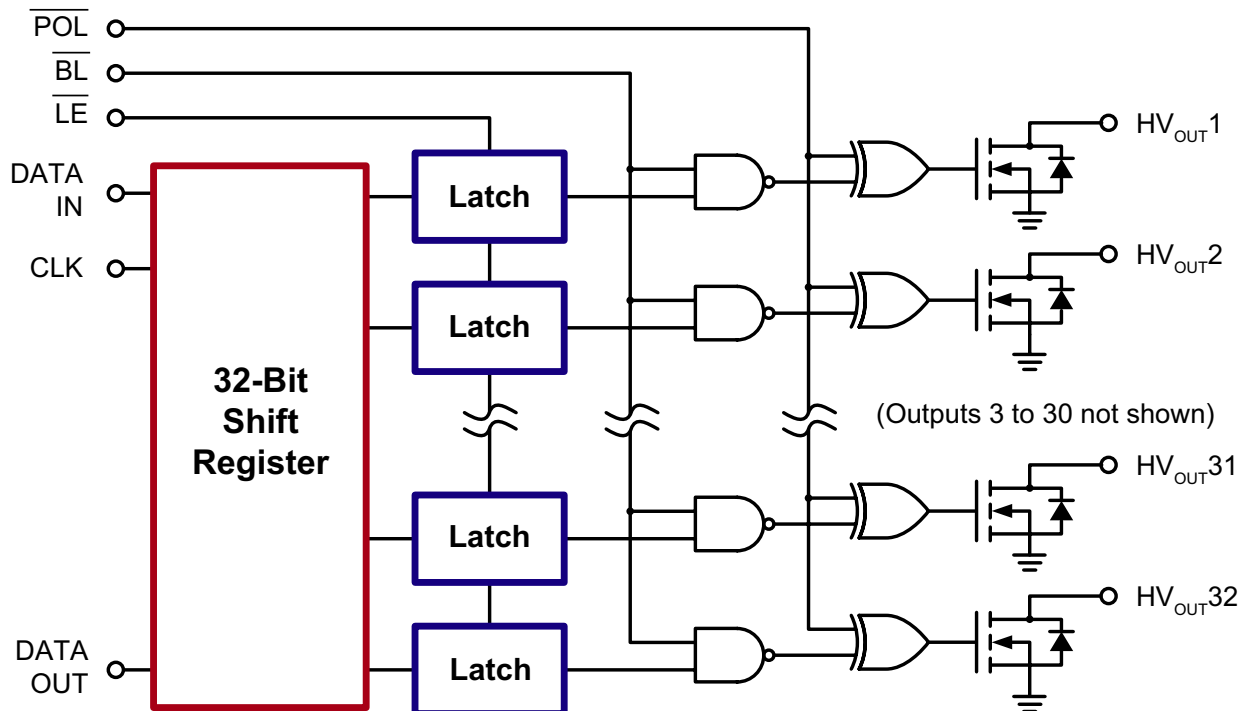 POL
BL
LE
DATA
IN
CLK
DATA
OUT
32-Bit
Shift
Register
Latch
Latch
Latch
Latch
HVOUT1
HVOUT2
(Outputs 3 to 30 not shown)
HVOUT31
HVOUT32